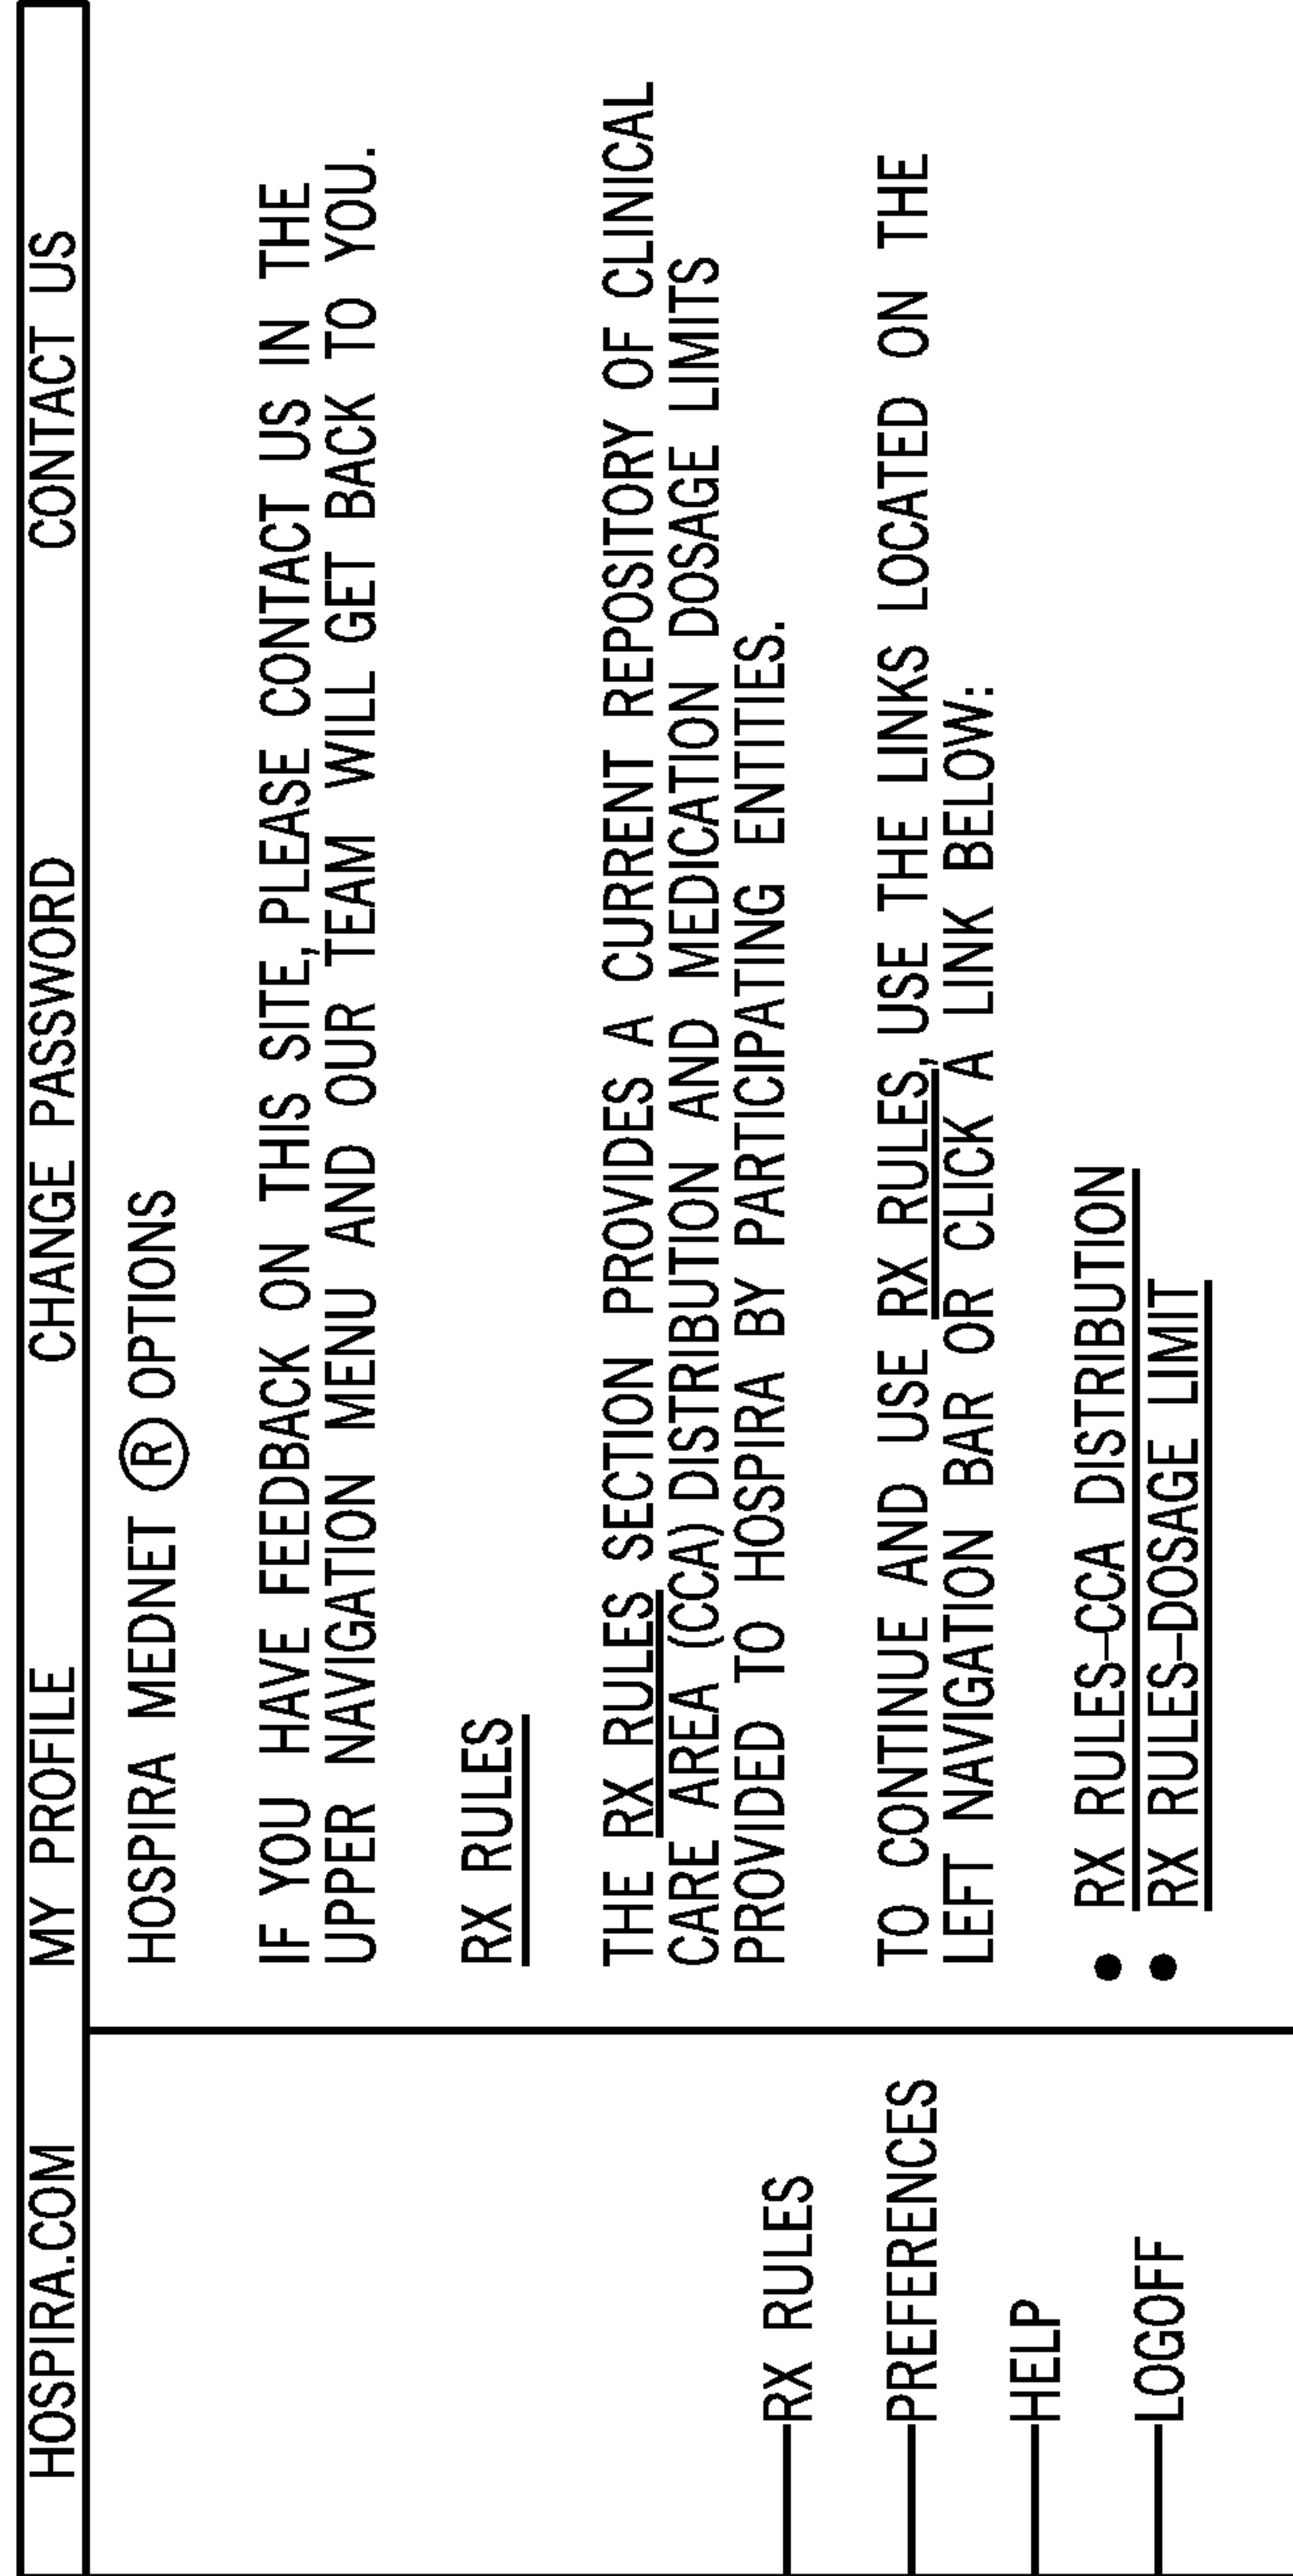 HOSPIRA.COM MY PROFILE CHANGE PASSWORD CONTACT US
RX RULES
PREFERENCES
HELP
LOGOFF
HOSPIRA MEDNET ® OPTIONS
IF YOU HAVE FEEDBACK ON THIS SITE, PLEASE CONTACT US IN THE
UPPER NAVIGATION MENU AND OUR TEAM WILL GET BACK TO YOU.
RX RULES
THE RX RULES SECTION PROVIDES A CURRENT REPOSITORY OF CLINICAL
CARE AREA (CCA) DISTRIBUTION AND MEDICATION DOSAGE LIMITS
PROVIDED TO HOSPIRA BY PARTICIPATING ENTITIES.
TO CONTINUE AND USE RX RULES, USE THE LINKS LOCATED ON THE
LEFT NAVIGATION BAR OR CLICK A LINK BELOW:
• RX RULES-CCA DISTRIBUTION
• RX RULES-DOSAGE LIMIT